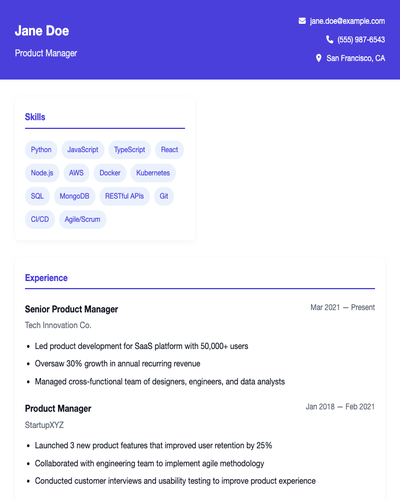 Jane Doe
Product Manager
jane.doe@example.com
(555) 987-6543
San Francisco, CA
Skills
Python JavaScript TypeScript React
Node.js AWS Docker Kubernetes
SQL MongoDB RESTful APIs Git
CI/CD Agile/Scrum
Experience
Senior Product Manager Mar 2021 — Present
Tech Innovation Co.
• Led product development for SaaS platform with 50,000+ users
• Oversaw 30% growth in annual recurring revenue
• Managed cross-functional team of designers, engineers, and data analysts
Product Manager Jan 2018 — Feb 2021
StartupXYZ
• Launched 3 new product features that improved user retention by 25%
• Collaborated with engineering team to implement agile methodology
• Conducted customer interviews and usability testing to improve product experience